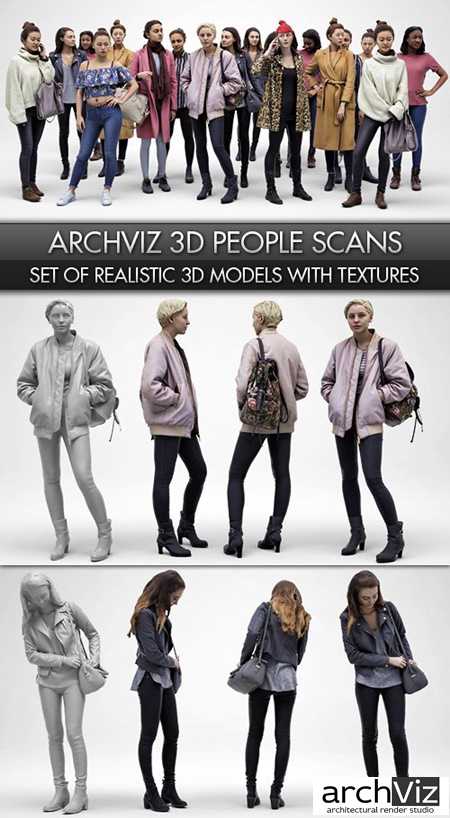 ARCHVIZ 3D PEOPLE SCANS
SET OF REALISTIC 3D MODELS WITH TEXTURES
archViz
architectural render studio